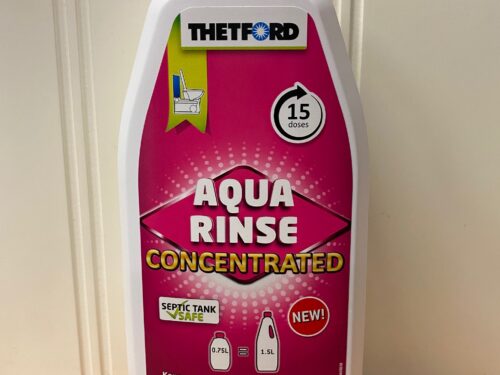 THETFORD
15
doses
AQUA
RINSE
CONCENTRATED
SEPTIC TANK
SAFE
NEW!
0.75L = 1.5L